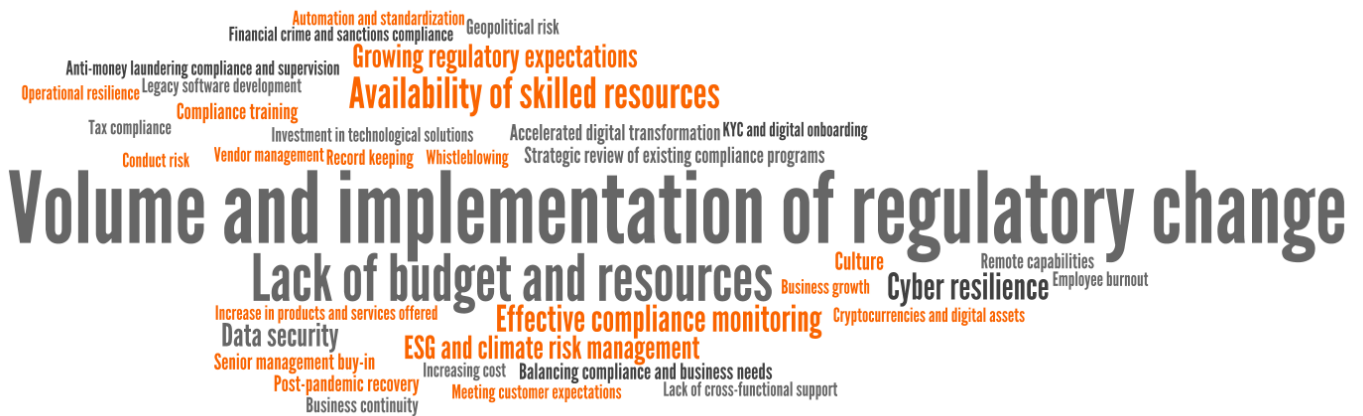 Automation and standardization
Geopolitical risk
Financial crime and sanctions compliance
Growing regulatory expectations
Anti-money laundering compliance and supervision
Operational resilience
Legacy software development
Availability of skilled resources
Compliance training
Tax compliance
Investment in technological solutions
Accelerated digital transformation
KYC and digital onboarding
Conduct risk
Vendor management
Record keeping
Whistleblowing
Strategic review of existing compliance programs
Volume and implementation of regulatory change
Lack of budget and resources
Culture
Remote capabilities
Business growth
Cyber resilience
Employee burnout
Increase in products and services offered
Effective compliance monitoring
Cryptocurrencies and digital assets
Data security
ESG and climate risk management
Senior management buy-in
Increasing cost
Balancing compliance and business needs
Post-pandemic recovery
Meeting customer expectations
Lack of cross-functional support
Business continuity